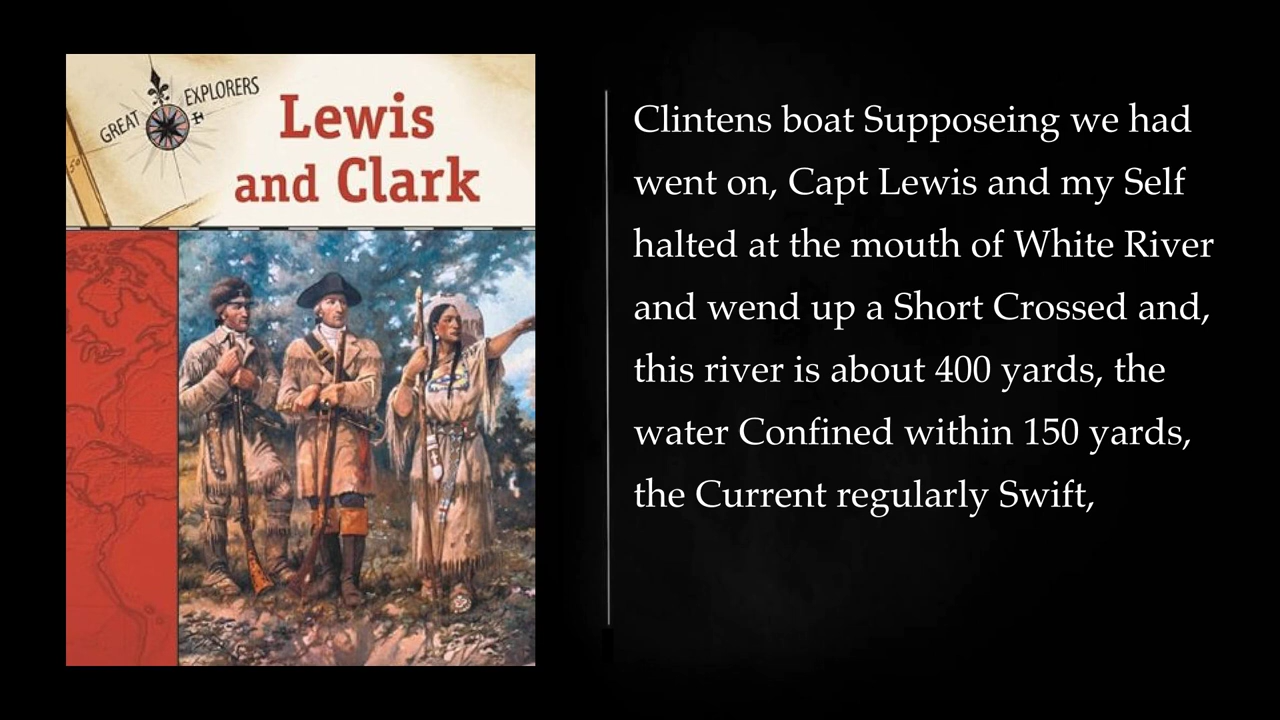 GREAT EXPLORERS
Lewis
and Clark
50
Clintens boat Supposeing we had
went on, Capt Lewis and my Self
halted at the mouth of White River
and wend up a Short Crossed and,
this river is about 400 yards, the
water Confined within 150 yards,
the Current regularly Swift,